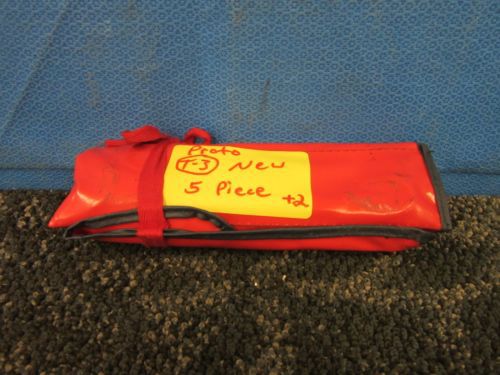 Proto
T-3 New
5 Piece +2